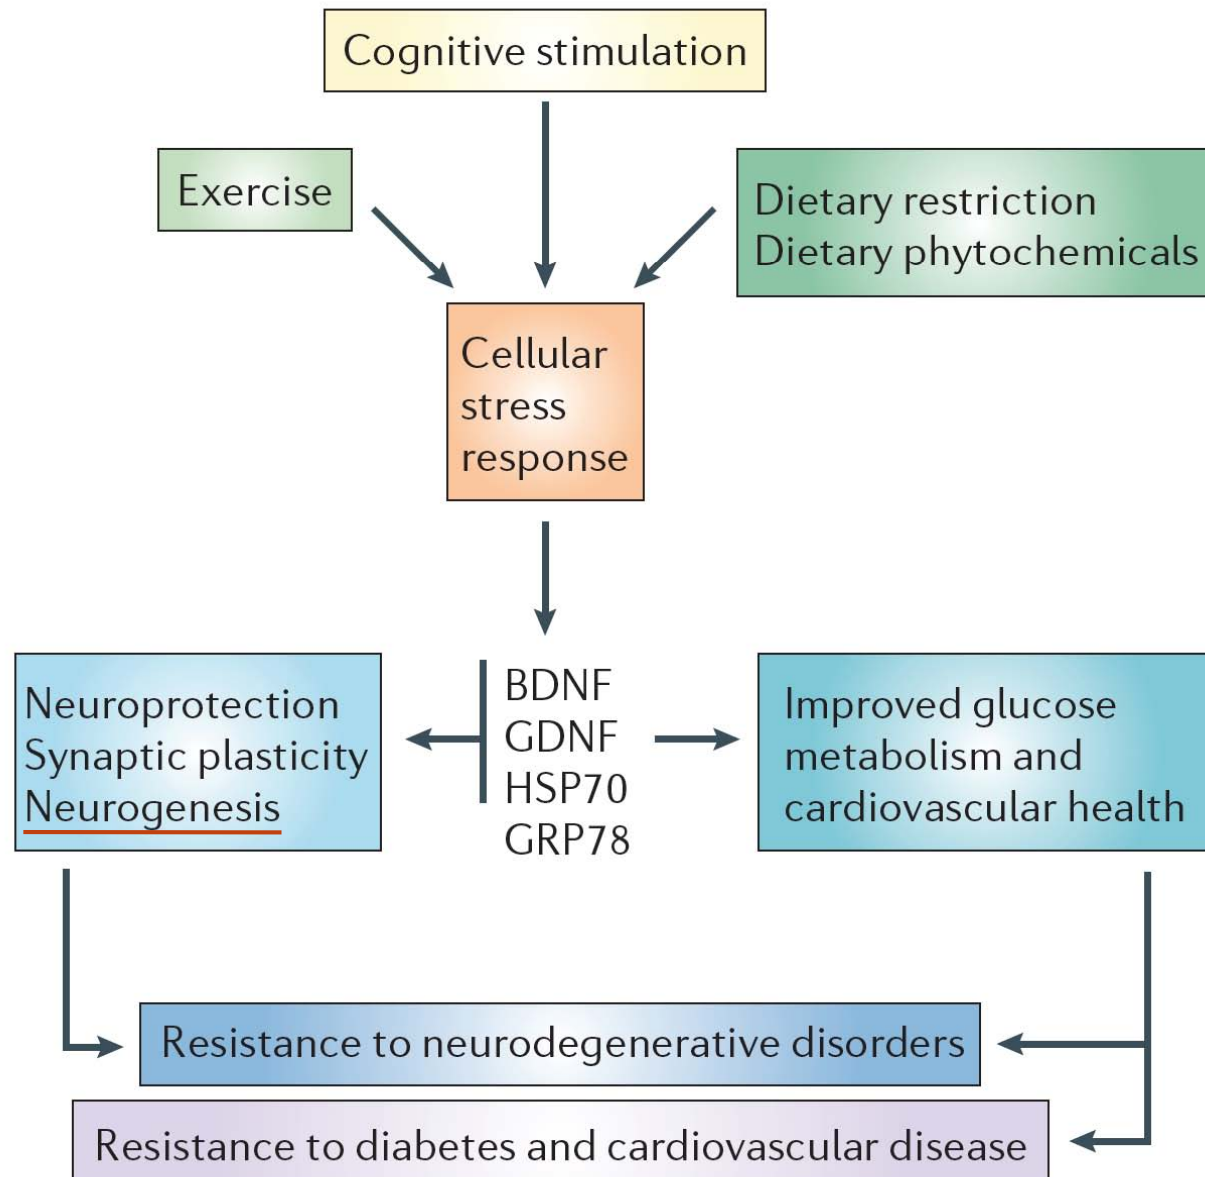 Cognitive stimulation
Exercise
Dietary restriction
Dietary phytochemicals
Cellular
stress
response
Neuroprotection
Synaptic plasticity
Neurogenesis
BDNF
GDNF
HSP70
GRP78
Improved glucose
metabolism and
cardiovascular health
Resistance to neurodegenerative disorders
Resistance to diabetes and cardiovascular disease